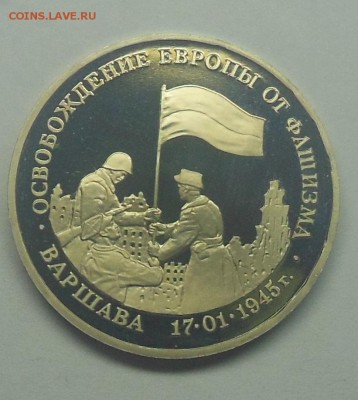 COINS.LAVE.RU
· ОСВОБОЖДЕНИЕ ЕВРОПЫ ОТ ФАШИЗМА ·
ВАРШАВА 17·01·1945 г.